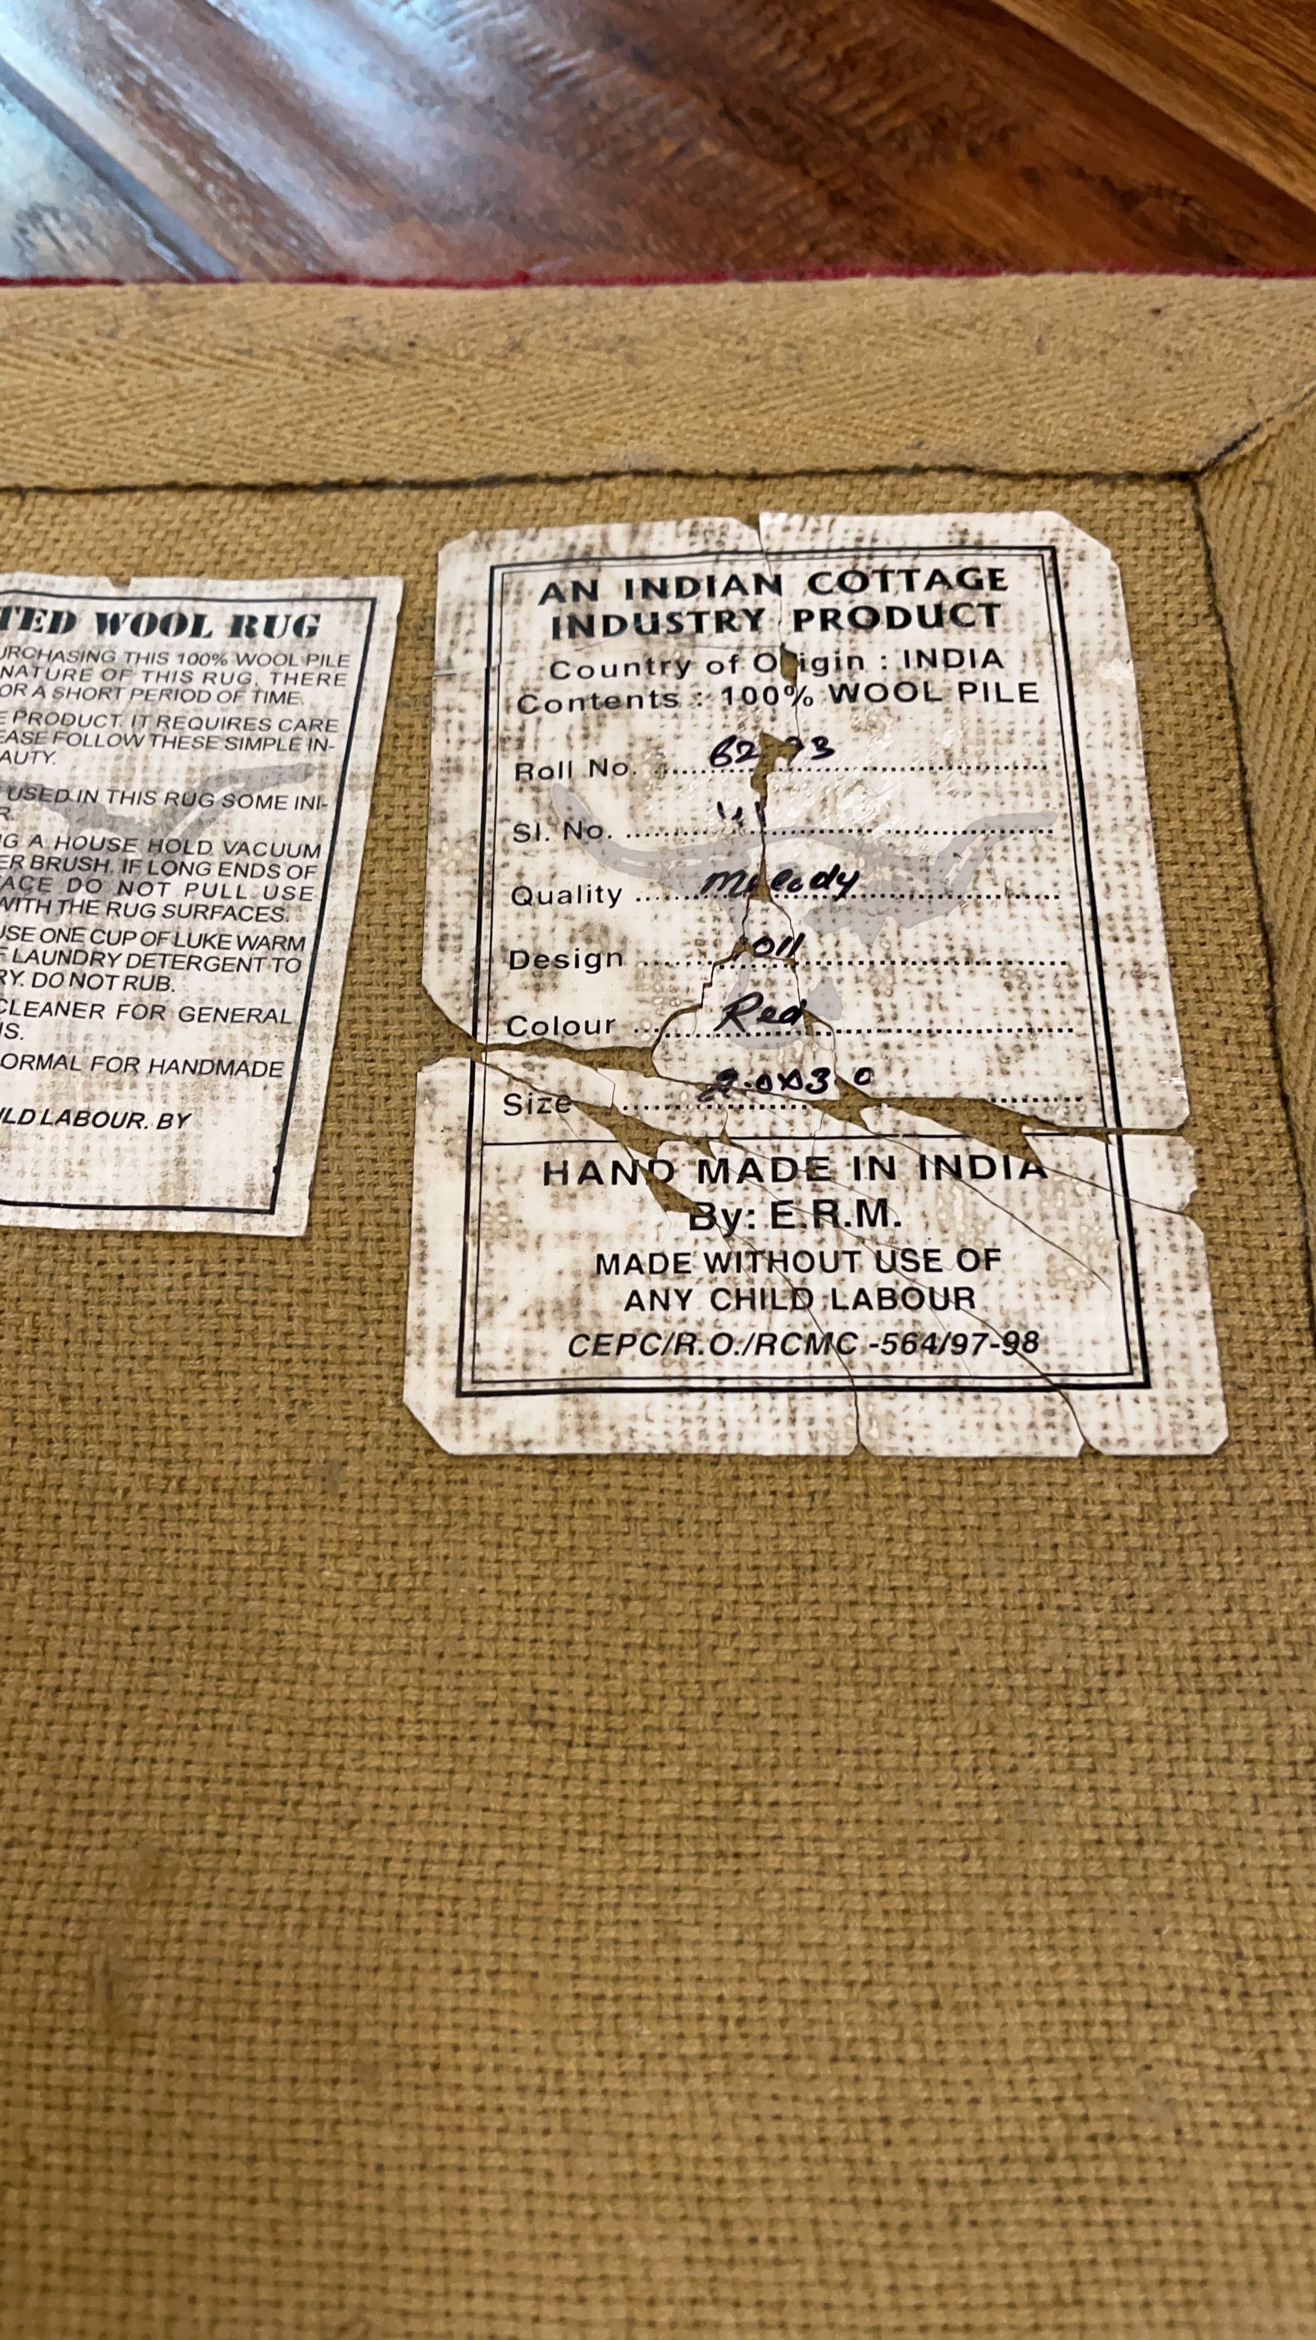 TED WOOL RUG
URCHASING THIS 100% WOOL PILE
NATURE OF THIS RUG, THERE
OR A SHORT PERIOD OF TIME.
E PRODUCT. IT REQUIRES CARE
EASE FOLLOW THESE SIMPLE IN-
AUTY.
USED IN THIS RUG SOME INI-
R.
NG A HOUSE HOLD VACUUM
ER BRUSH. IF LONG ENDS OF
ACE DO NOT PULL USE
WITH THE RUG SURFACES.
USE ONE CUP OF LUKE WARM
F LAUNDRY DETERGENT TO
RY. DO NOT RUB.
CLEANER FOR GENERAL
NS.
ORMAL FOR HANDMADE
ILD LABOUR. BY
AN INDIAN COTTAGE
INDUSTRY PRODUCT
Country of Origin : INDIA
Contents : 100% WOOL PILE
Roll No.
Sl. No.
Quality melody
Design
Colour Red
Size 2.0x3 0
HAND MADE IN INDIA
By: E.R.M.
MADE WITHOUT USE OF
ANY CHILD LABOUR
CEPC/R.O./RCMC -564/97-98